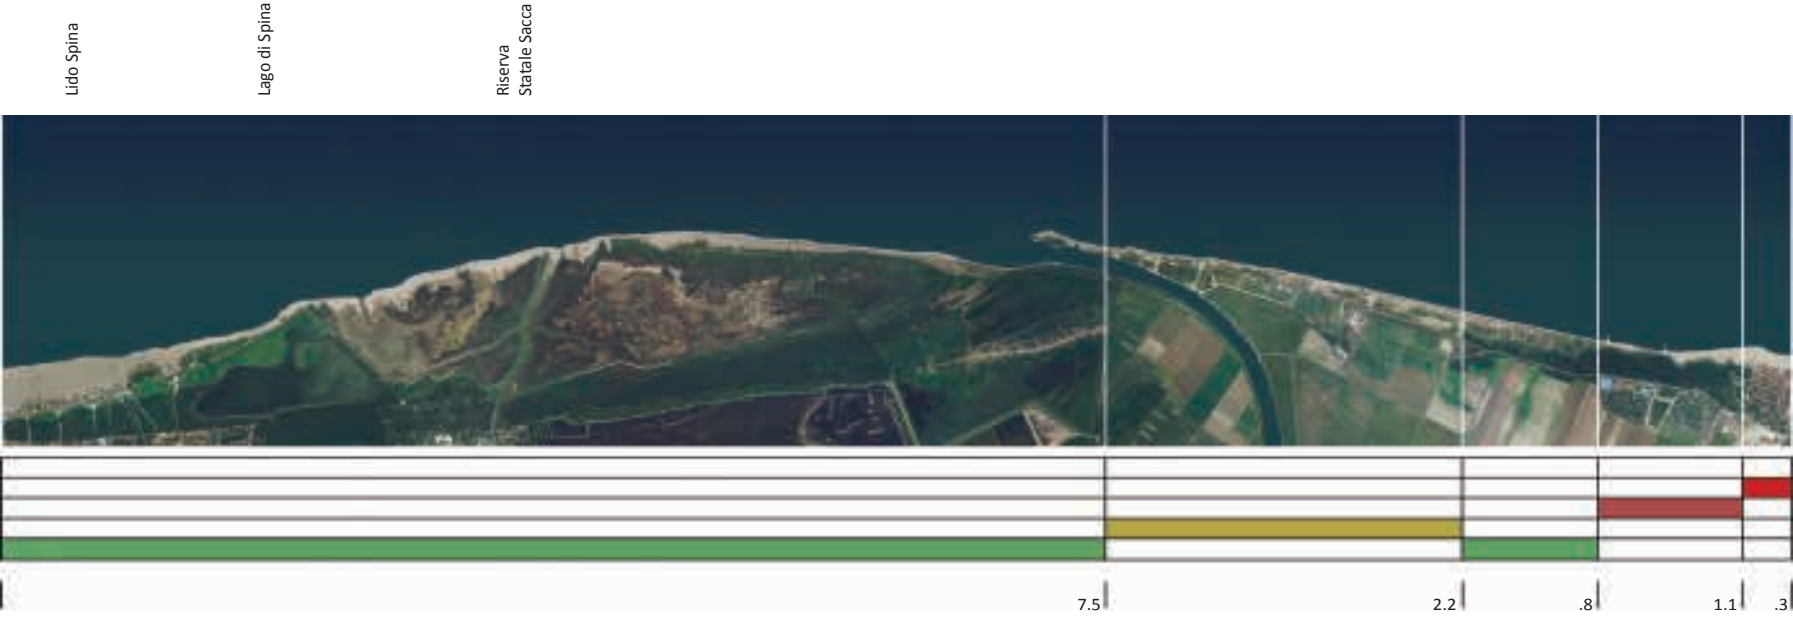 Lido Spina
Lago di Spina
Riserva
Statale Sacca
7.5
2.2
.8
1.1
.3